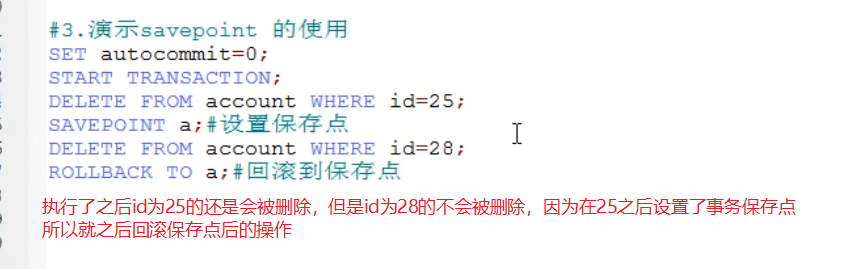 #3.演示savepoint 的使用
SET autocommit=0;
START TRANSACTION;
DELETE FROM account WHERE id=25;
SAVEPOINT a;#设置保存点
DELETE FROM account WHERE id=28;
ROLLBACK TO a;#回滚到保存点
执行了之后id为25的还是会被删除，但是id为28的不会被删除，因为在25之后设置了事务保存点
所以就之后回滚保存点后的操作